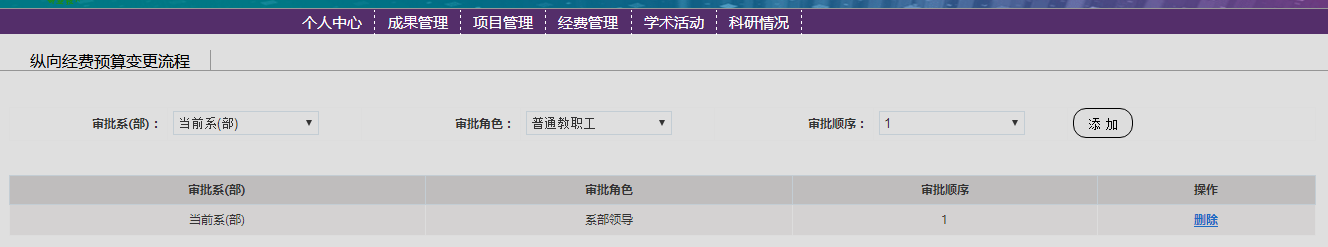 个人中心 成果管理 项目管理 经费管理 学术活动 科研情况
纵向经费预算变更流程
审批系(部)： 当前系(部) 审批角色： 普通教职工 审批顺序： 1 添 加
审批系(部) 审批角色 审批顺序 操作
当前系(部) 系部领导 1 删除